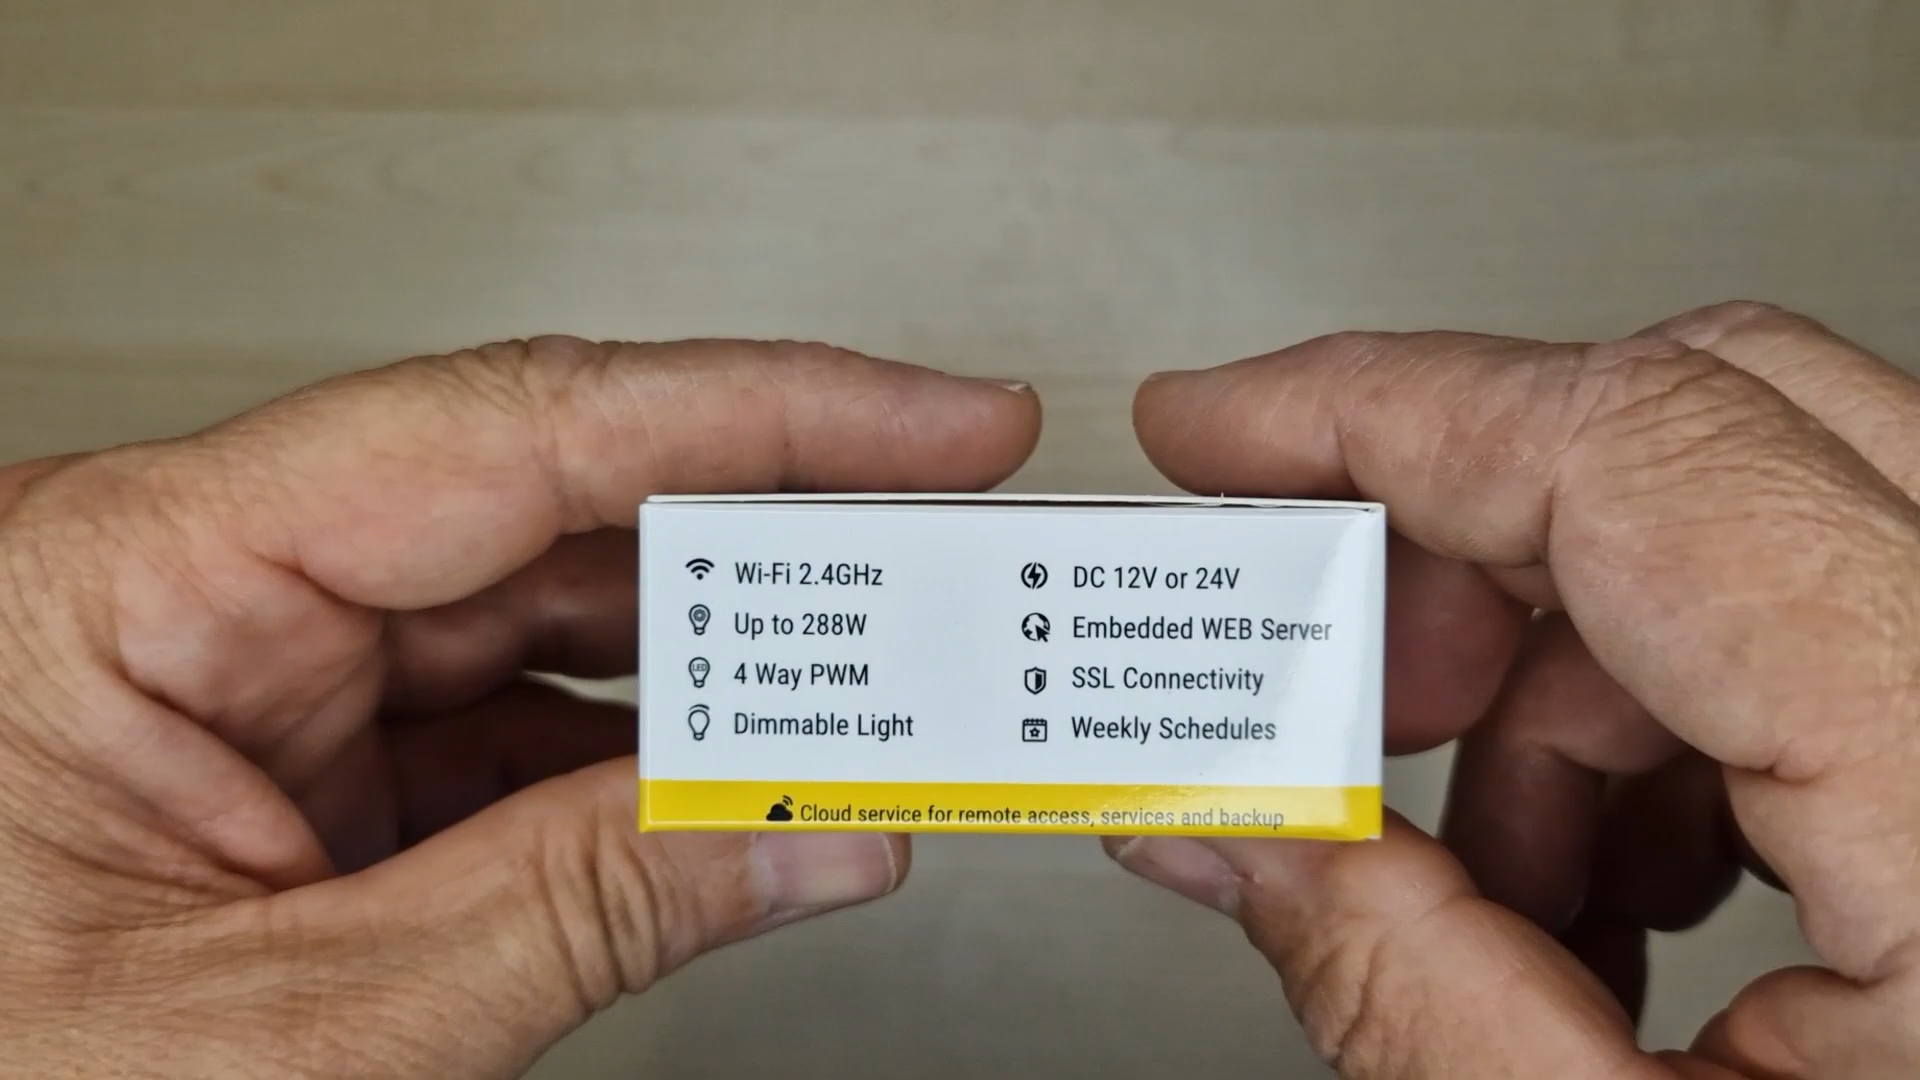 Wi-Fi 2.4GHz
Up to 288W
LED
4 Way PWM
Dimmable Light
DC 12V or 24V
Embedded WEB Server
SSL Connectivity
Weekly Schedules
Cloud service for remote access, services and backup